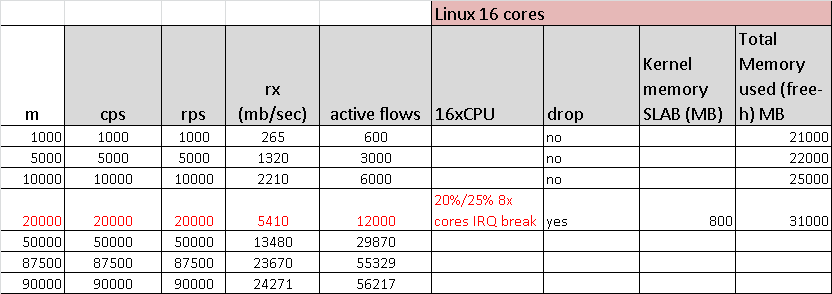 Linux 16 cores
m cps rps rx (mb/sec) active flows 16xCPU drop Kernel memory SLAB (MB) Total Memory used (free-h) MB
1000 1000 1000 265 600 no 21000
5000 5000 5000 1320 3000 no 22000
10000 10000 10000 2210 6000 no 25000
20000 20000 20000 5410 12000 20%/25% 8x cores IRQ break yes 800 31000
50000 50000 50000 13480 29870
87500 87500 87500 23670 55329
90000 90000 90000 24271 56217